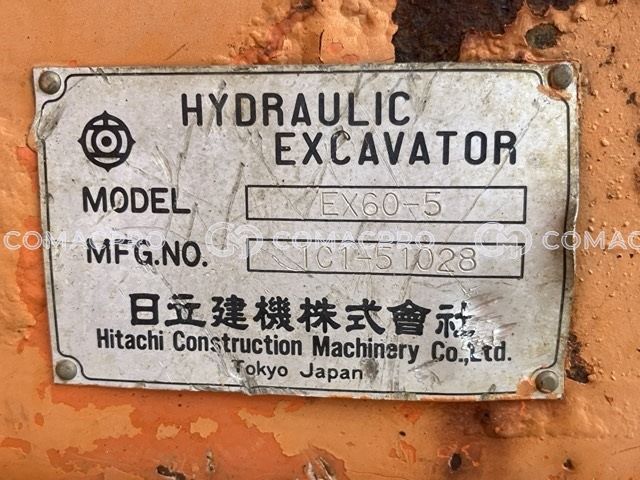 HYDRAULIC
EXCAVATOR
MODEL EX60-5
MFG.NO. 1C1-51028
COMACPRO COMACPRO COMACPRO
日立建機株式會社
Hitachi Construction Machinery Co.,Ltd.
Tokyo Japan